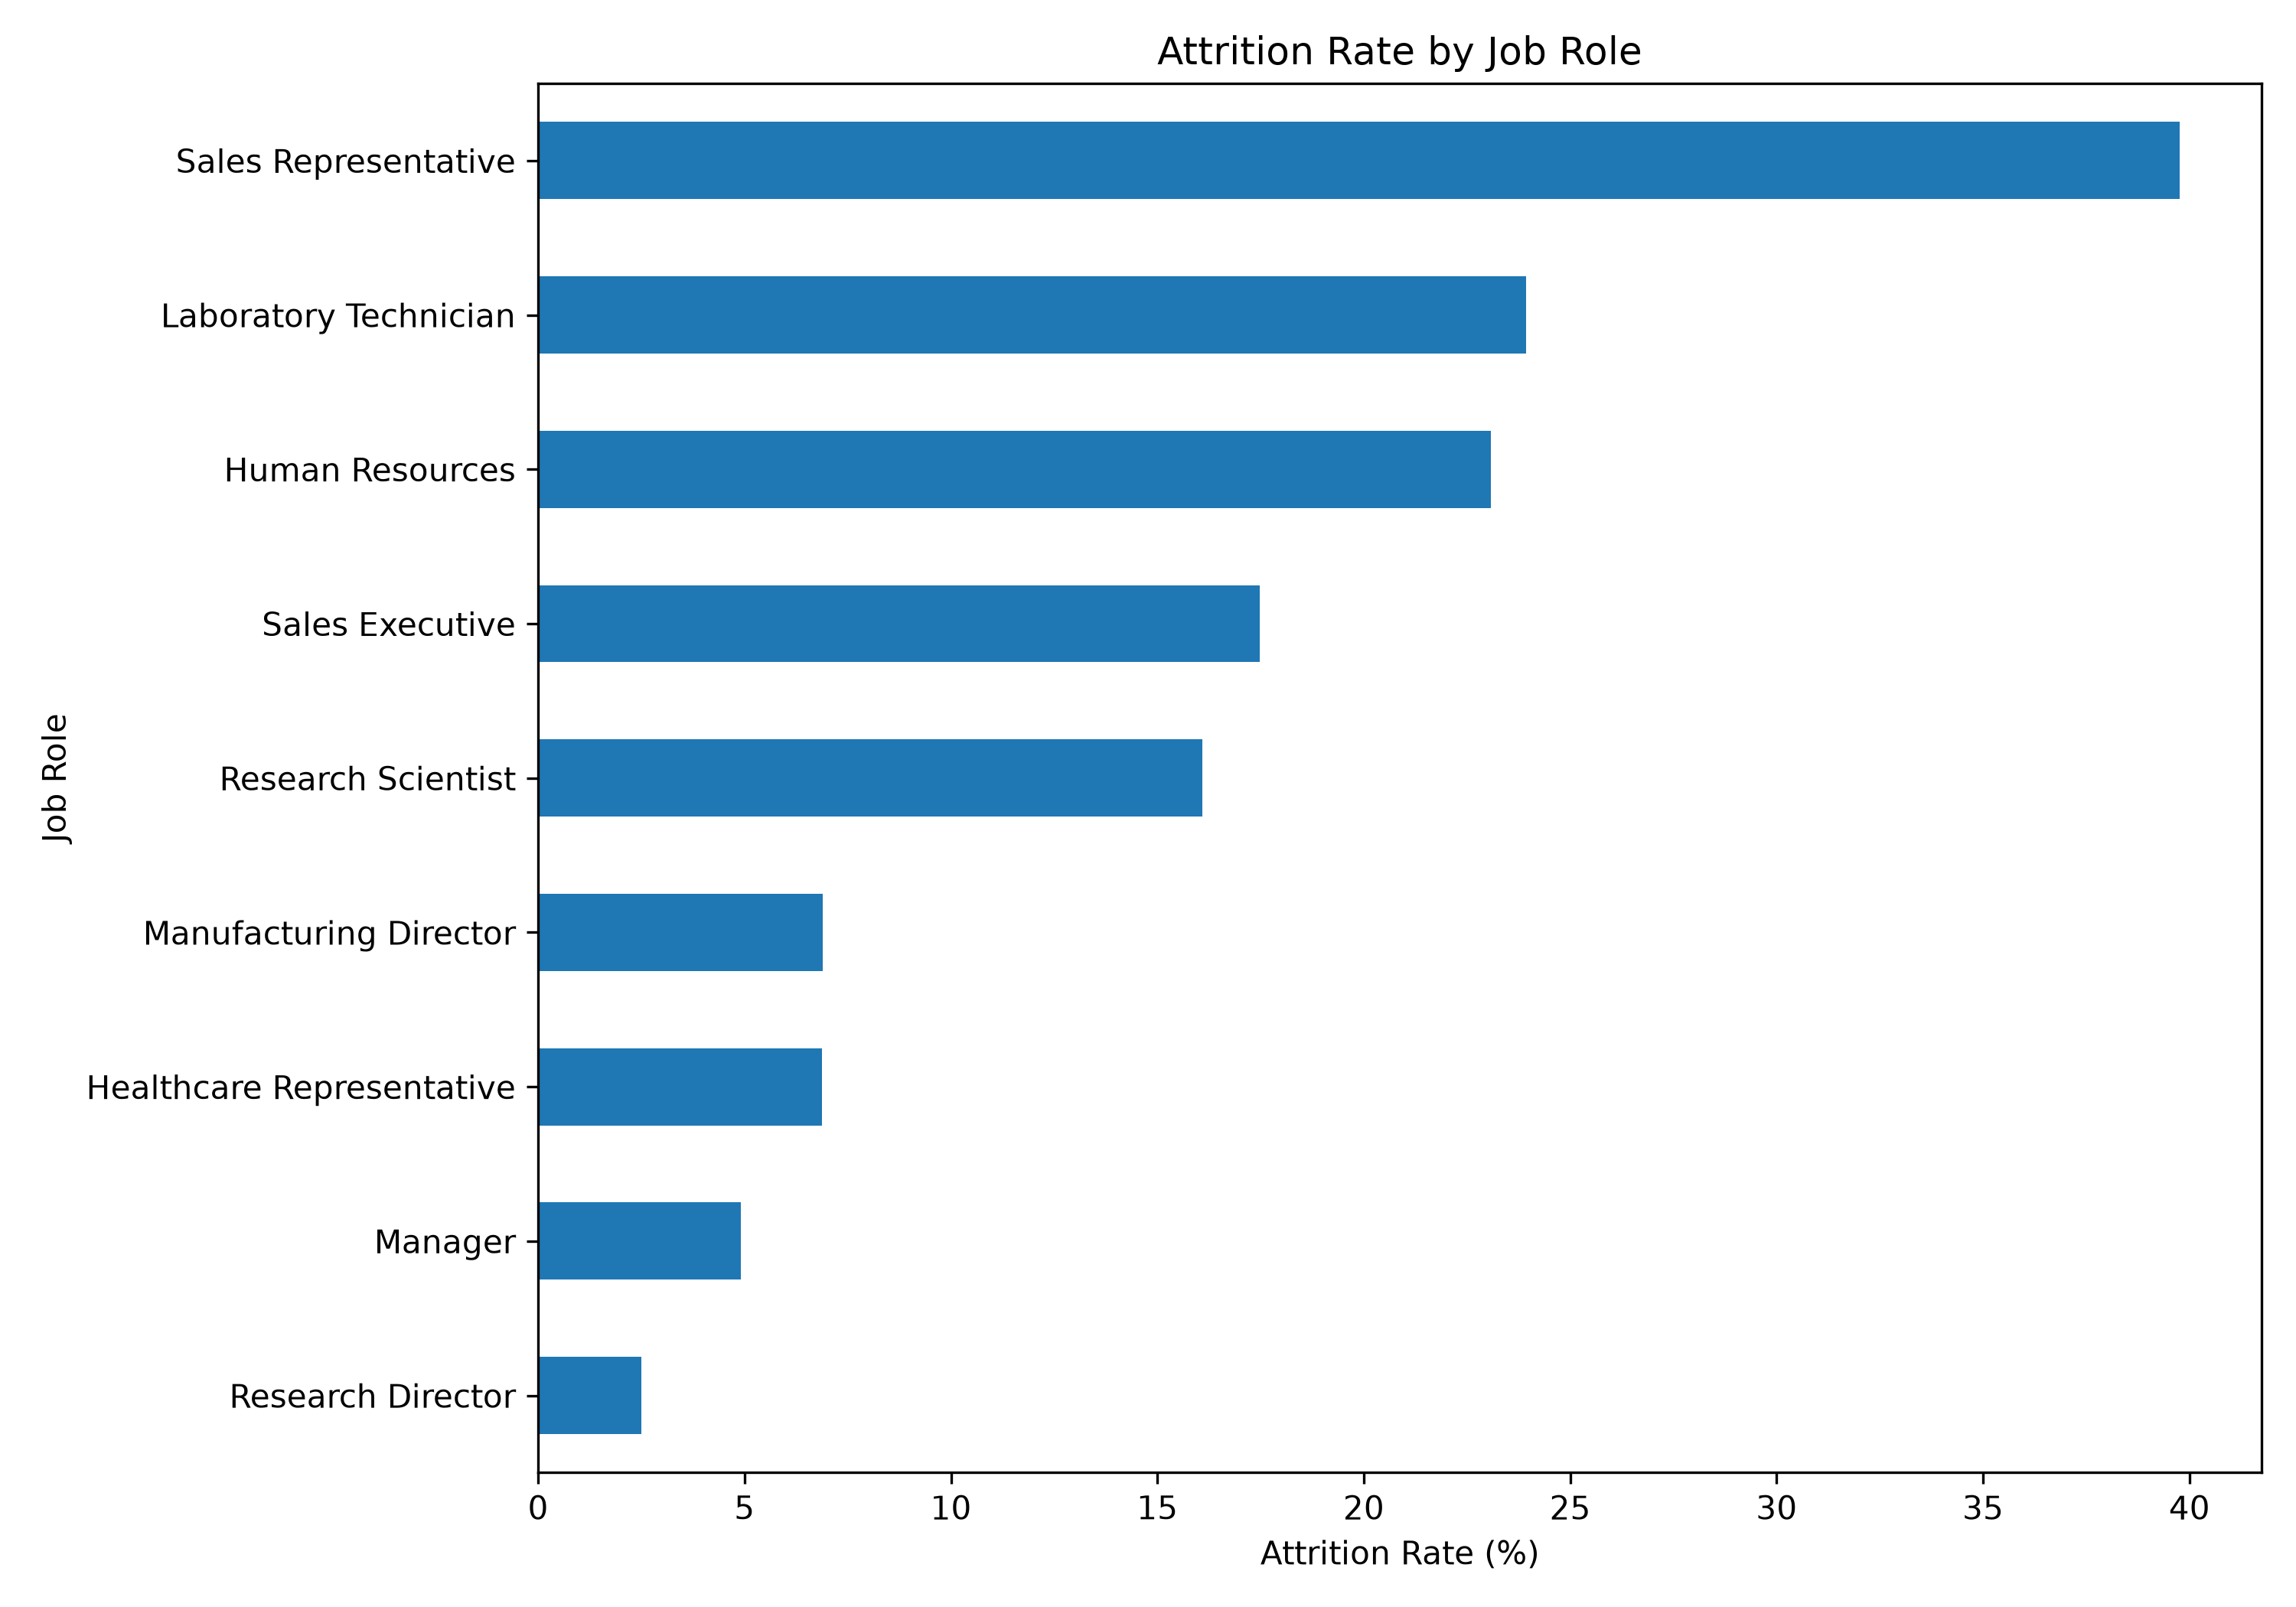 Attrition Rate by Job Role
Sales Representative
Laboratory Technician
Human Resources
Sales Executive
Research Scientist
Manufacturing Director
Healthcare Representative
Manager
Research Director
Job Role
0 5 10 15 20 25 30 35 40
Attrition Rate (%)